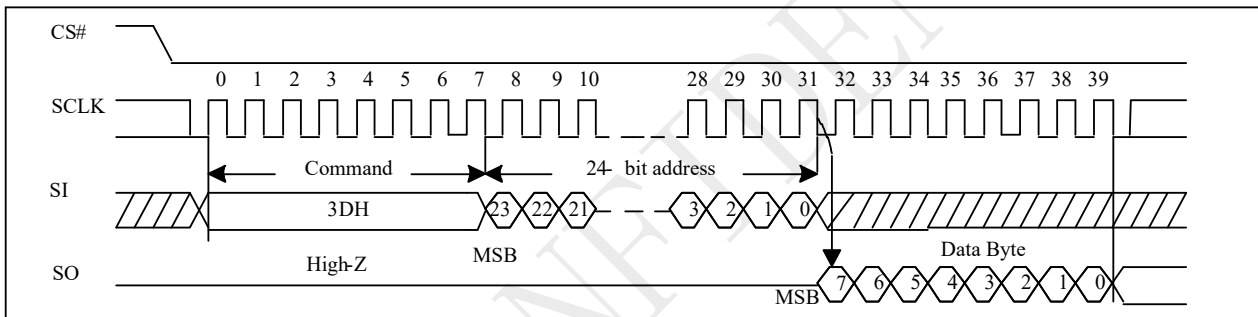 CS#
0 1 2 3 4 5 6 7 8 9 10 28 29 30 31 32 33 34 35 36 37 38 39
SCLK
Command 24- bit address
SI
3DH 23 22 21 3 2 1 0
High-Z MSB Data Byte
SO
MSB 7 6 5 4 3 2 1 0